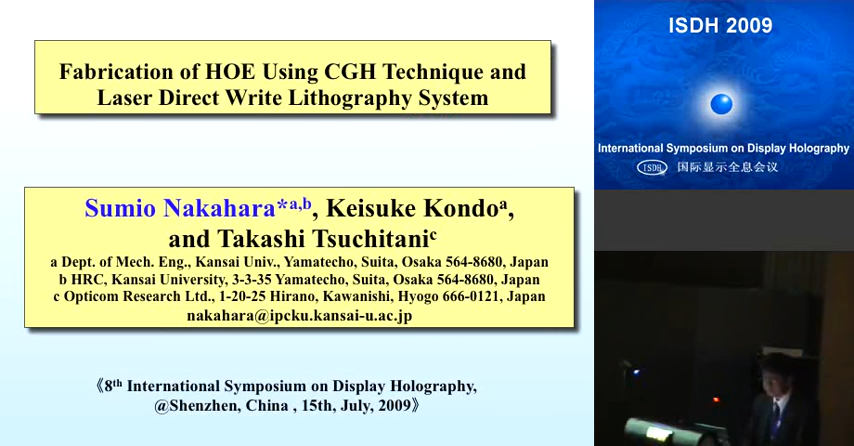 Fabrication of HOE Using CGH Technique and
Laser Direct Write Lithography System
Sumio Nakahara*a,b, Keisuke Kondoa,
and Takashi Tsuchitanic
a Dept. of Mech. Eng., Kansai Univ., Yamatecho, Suita, Osaka 564-8680, Japan
b HRC, Kansai University, 3-3-35 Yamatecho, Suita, Osaka 564-8680, Japan
c Opticom Research Ltd., 1-20-25 Hirano, Kawanishi, Hyogo 666-0121, Japan
nakahara@ipcku.kansai-u.ac.jp
《8th International Symposium on Display Holography,
@Shenzhen, China , 15th, July, 2009》
ISDH 2009
International Symposium on Display Holography
ISDH 国际显示全息会议